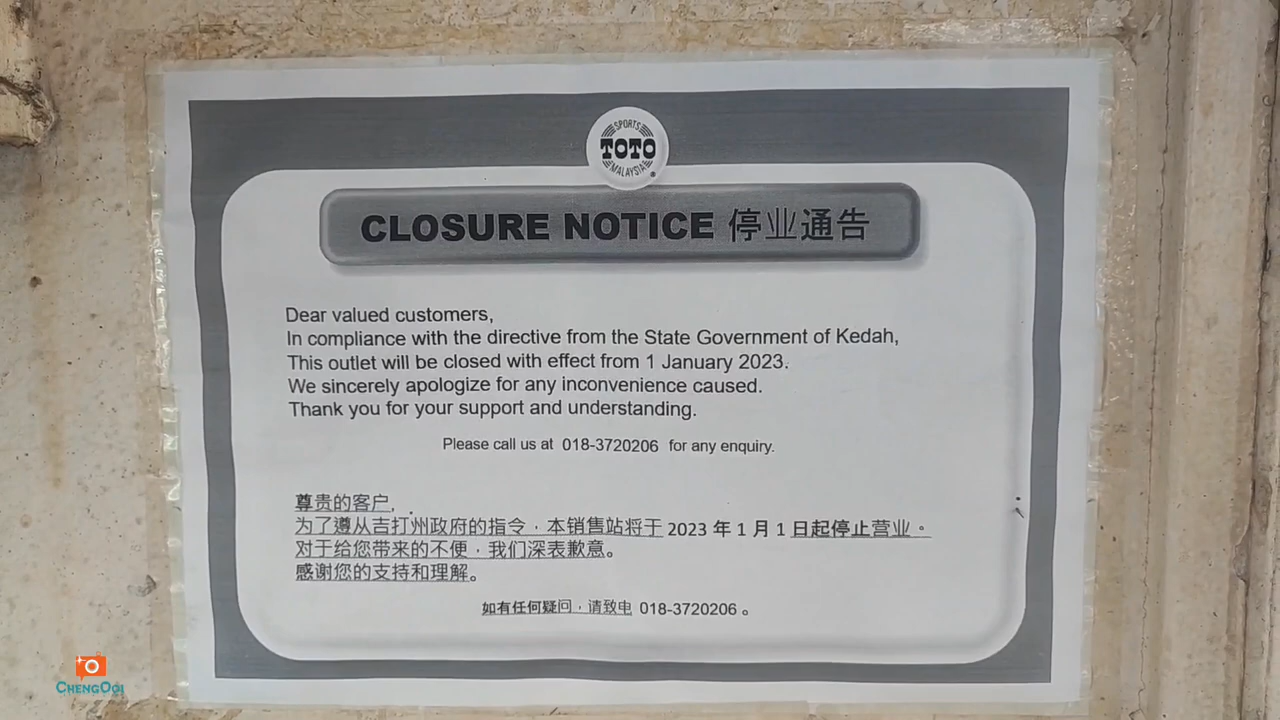 SPORTS
TOTO
MALAYSIA
CLOSURE NOTICE 停业通告
Dear valued customers,
In compliance with the directive from the State Government of Kedah,
This outlet will be closed with effect from 1 January 2023.
We sincerely apologize for any inconvenience caused.
Thank you for your support and understanding.
Please call us at 018-3720206 for any enquiry.
尊贵的客户,
为了遵从吉打州政府的指令，本销售站将于 2023 年 1 月 1 日起停止营业。
对于给您带来的不便，我们深表歉意。
感谢您的支持和理解。
如有任何疑问，请致电 018-3720206。
ChengOoi